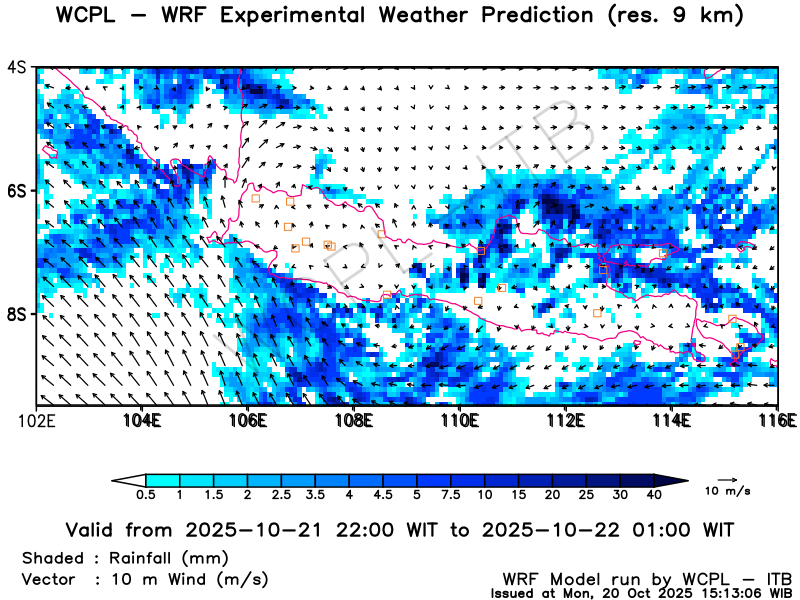 WCPL – WRF Experimental Weather Prediction (res. 9 km)
4S
6S
8S
102E 104E 106E 108E 110E 112E 114E 116E
WCPL ITB
0.5 1 1.5 2 2.5 3.5 4 4.5 5 7.5 10 15 20 25 30 40
10 m/s
Valid from 2025-10-21 22:00 WIT to 2025-10-22 01:00 WIT
Shaded : Rainfall (mm)
Vector : 10 m Wind (m/s)
WRF Model run by WCPL – ITB
Issued at Mon, 20 Oct 2025 15:13:06 WIB